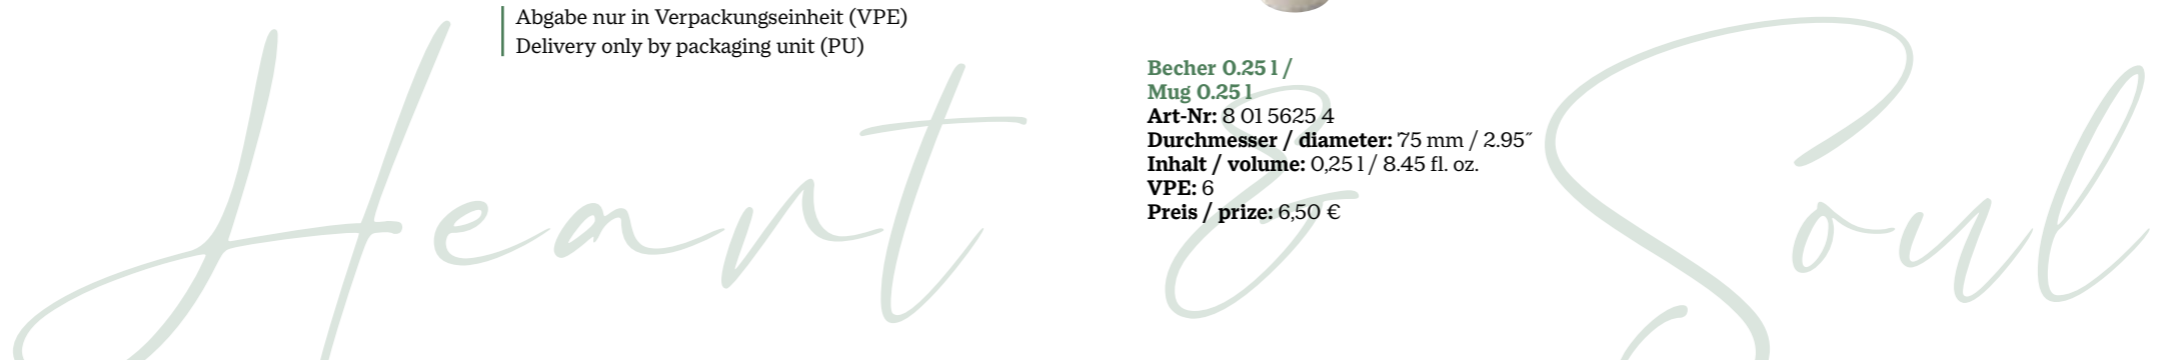 Abgabe nur in Verpackungseinheit (VPE)
Delivery only by packaging unit (PU)
Becher 0.25 l /
Mug 0.25 l
Art-Nr: 8 01 5625 4
Durchmesser / diameter: 75 mm / 2.95″
Inhalt / volume: 0,25 l / 8.45 fl. oz.
VPE: 6
Preis / prize: 6,50 €
Heart & Soul